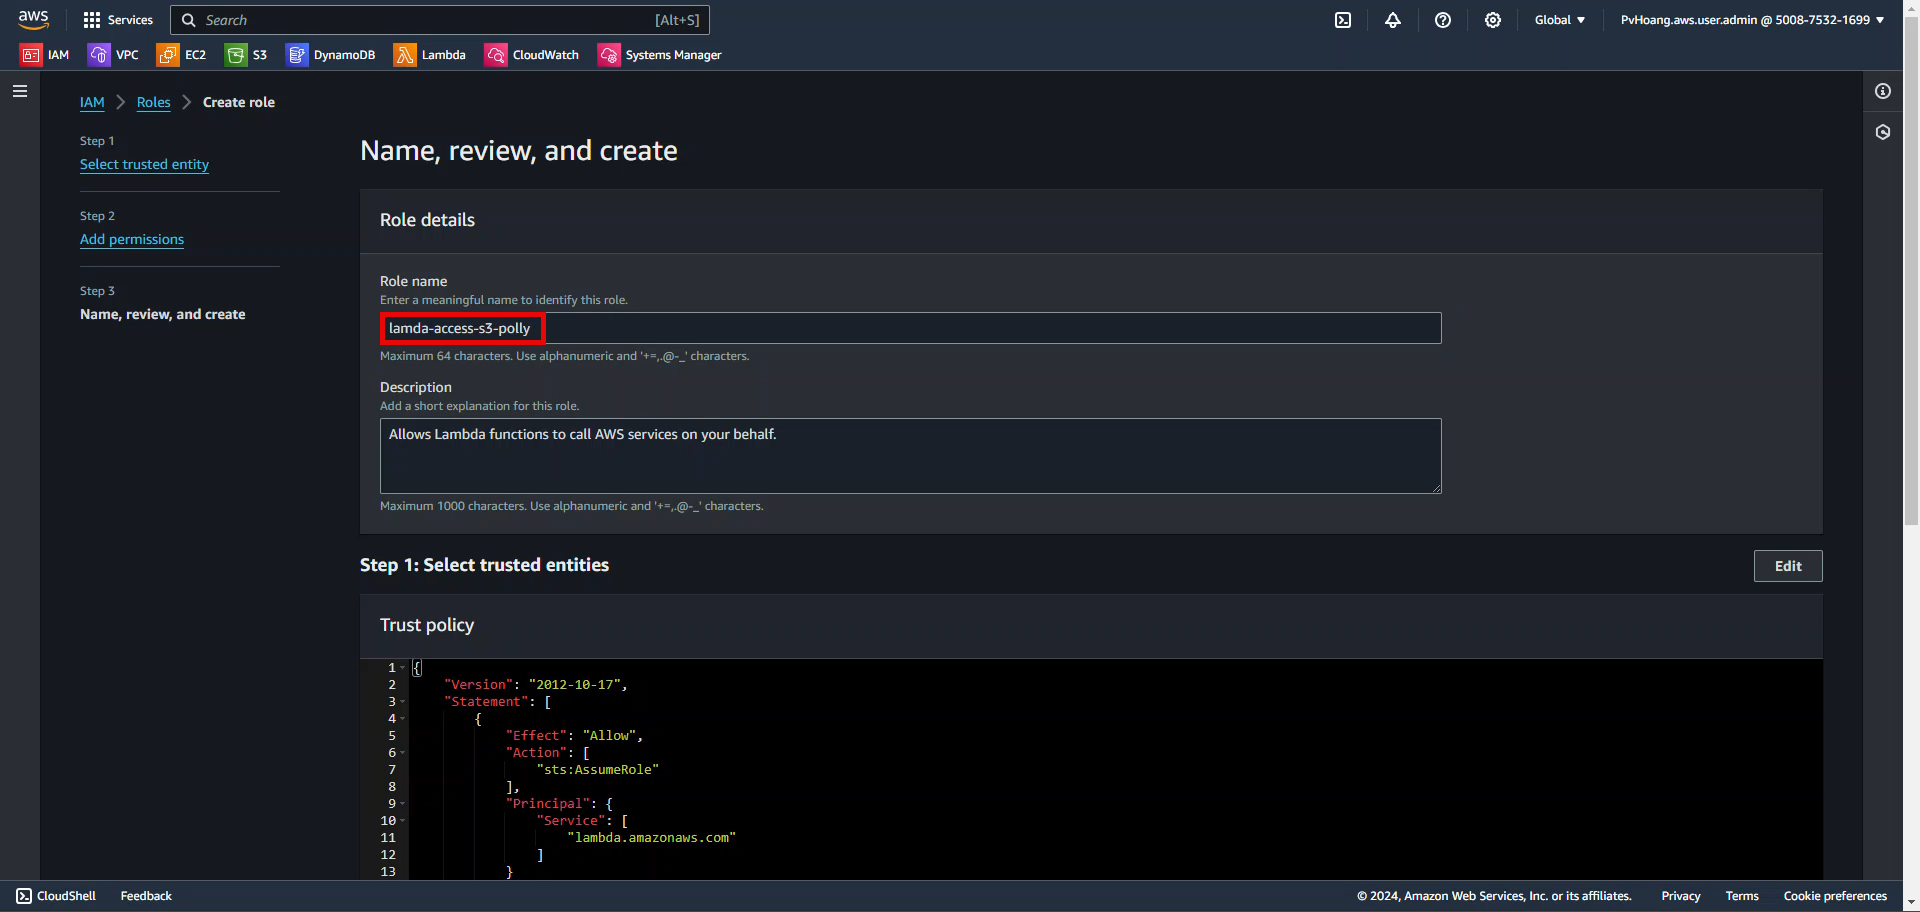 aws
Services
Search
[Alt+S]
Global
PvHoang.aws.user.admin @ 5008-7532-1699
IAM
VPC
EC2
S3
DynamoDB
Lambda
CloudWatch
Systems Manager
IAM
Roles
Create role
Step 1
Select trusted entity
Step 2
Add permissions
Step 3
Name, review, and create
Name, review, and create
Role details
Role name
Enter a meaningful name to identify this role.
lamda-access-s3-polly
Maximum 64 characters. Use alphanumeric and '+=,.@-_' characters.
Description
Add a short explanation for this role.
Allows Lambda functions to call AWS services on your behalf.
Maximum 1000 characters. Use alphanumeric and '+=,.@-_' characters.
Step 1: Select trusted entities
Edit
Trust policy
1 {
2 "Version": "2012-10-17",
3 "Statement": [
4 {
5 "Effect": "Allow",
6 "Action": [
7 "sts:AssumeRole"
8 ],
9 "Principal": {
10 "Service": [
11 "lambda.amazonaws.com"
12 ]
13 }
CloudShell
Feedback
© 2024, Amazon Web Services, Inc. or its affiliates.
Privacy
Terms
Cookie preferences